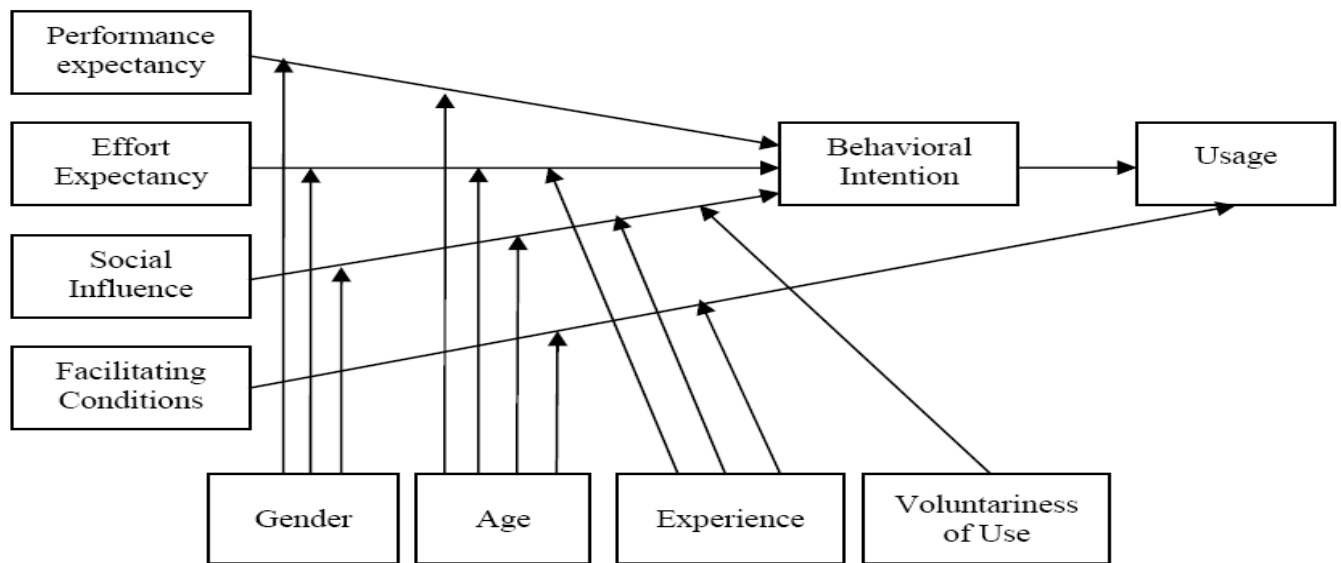 Performance
expectancy
Effort
Expectancy
Social
Influence
Facilitating
Conditions
Behavioral
Intention
Usage
Gender
Age
Experience
Voluntariness
of Use